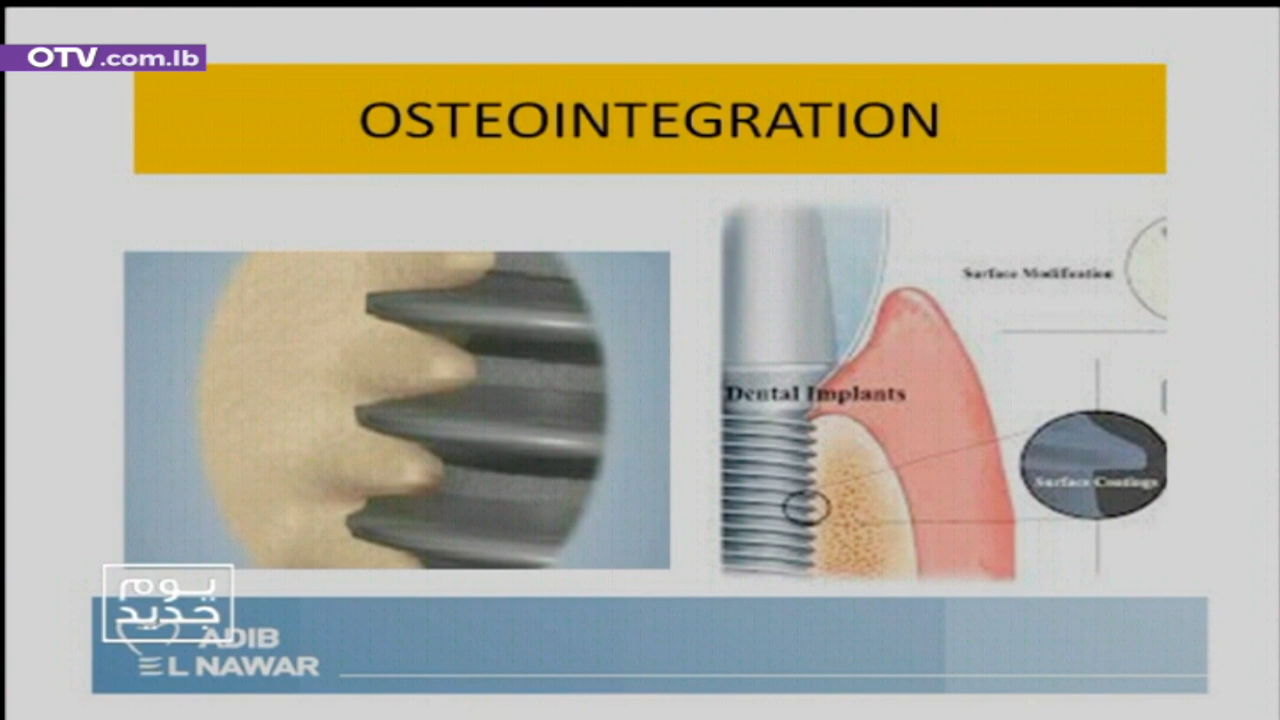 OTV.com.lb
OSTEOINTEGRATION
Surface Modification
Dental Implants
Surface Coatings
يوم
جديد
ADIB
EL NAWAR